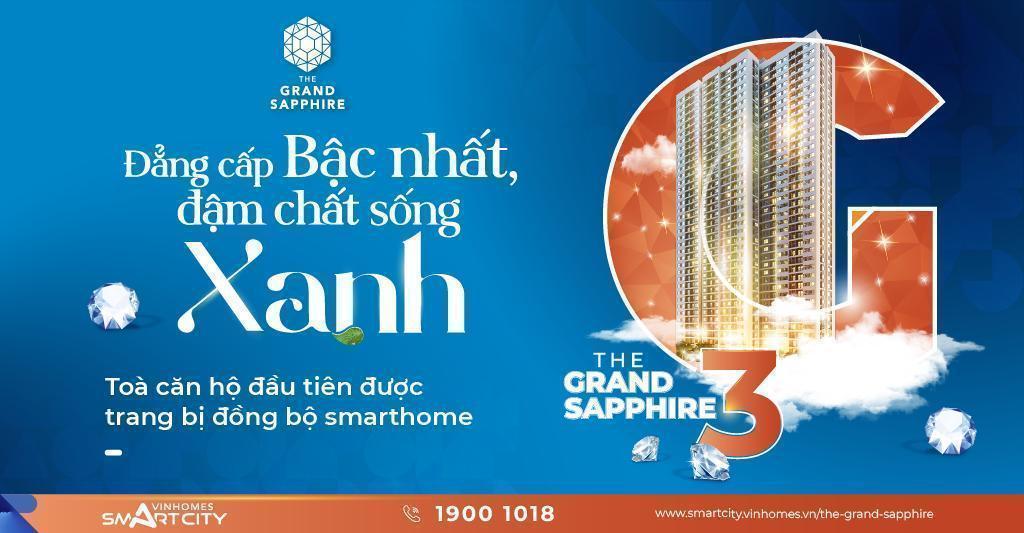 THE
GRAND
SAPPHIRE
Đẳng cấp Bậc nhất,
đậm chất sống
Xanh
Toà căn hộ đầu tiên được
trang bị đồng bộ smarthome
G
THE
GRAND
SAPPHIRE 3
VINHOMES
SMARTCITY
1900 1018
www.smartcity.vinhomes.vn/the-grand-sapphire